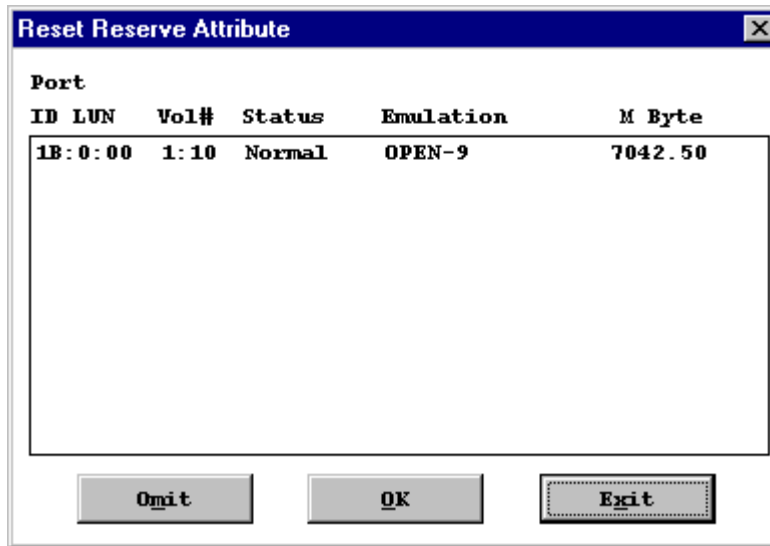 Reset Reserve Attribute
Port
ID LUN Vol# Status Emulation M Byte
1B:0:00 1:10 Normal OPEN-9 7042.50
Omit OK Exit